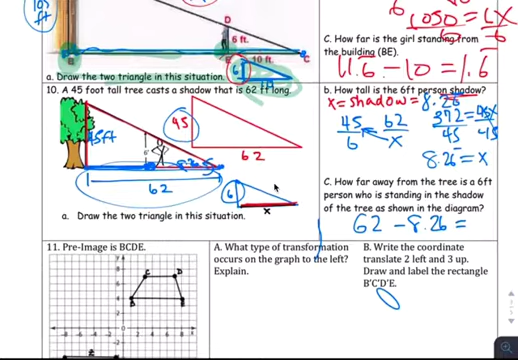 105
ft
D
6 ft
B
E
C
10 ft
6
a. Draw the two triangle in this situation.
6
1050 = LX
C. How far is the girl standing from
the building (BE).
11.6 - 10 = 1.6
10. A 45 foot tall tree casts a shadow that is 62 ft long.
45ft
8.26
62
45
62
6
x
a. Draw the two triangle in this situation.
b. How tall is the 6ft person shadow?
x = shadow = 8.26
45
62
6
x
372 = 45x
45
45
8.26 = x
C. How far away from the tree is a 6ft
person who is standing in the shadow
of the tree as shown in the diagram?
62 - 8.26 =
11. Pre-Image is BCDE.
C
D
B
E
A. What type of transformation
occurs on the graph to the left?
Explain.
B. Write the coordinate
translate 2 left and 3 up.
Draw and label the rectangle
B'C'D'E.